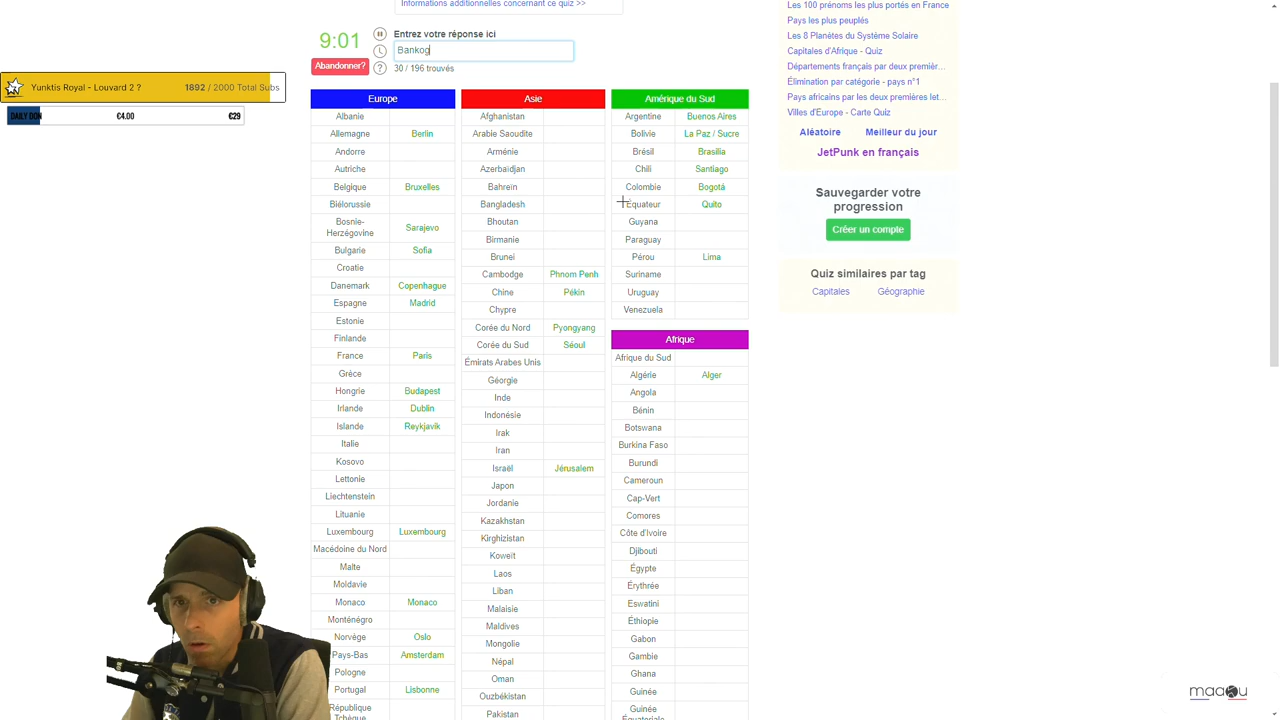 Informations additionnelles concernant ce quiz >>
9:01
Entrez votre réponse ici
Bankog
Abandonner?
30 / 196 trouvés
Yunktis Royal - Louvard 2 ?
1892 / 2000 Total Subs
DAILY DON
€4.00
€29
Europe
Albanie
Allemagne Berlin
Andorre
Autriche
Belgique Bruxelles
Biélorussie
Bosnie-
Herzégovine Sarajevo
Bulgarie Sofia
Croatie
Danemark Copenhague
Espagne Madrid
Estonie
Finlande
France Paris
Grèce
Hongrie Budapest
Irlande Dublin
Islande Reykjavik
Italie
Kosovo
Lettonie
Liechtenstein
Lituanie
Luxembourg Luxembourg
Macédoine du Nord
Malte
Moldavie
Monaco Monaco
Monténégro
Norvège Oslo
Pays-Bas Amsterdam
Pologne
Portugal Lisbonne
République
Tchèque
Asie
Afghanistan
Arabie Saoudite
Arménie
Azerbaïdjan
Bahreïn
Bangladesh
Bhoutan
Birmanie
Brunei
Cambodge Phnom Penh
Chine Pékin
Chypre
Corée du Nord Pyongyang
Corée du Sud Séoul
Émirats Arabes Unis
Géorgie
Inde
Indonésie
Irak
Iran
Israël Jérusalem
Japon
Jordanie
Kazakhstan
Kirghizistan
Koweït
Laos
Liban
Malaisie
Maldives
Mongolie
Népal
Oman
Ouzbékistan
Pakistan
Amérique du Sud
Argentine Buenos Aires
Bolivie La Paz / Sucre
Brésil Brasilia
Chili Santiago
Colombie Bogotá
Équateur Quito
Guyana
Paraguay
Pérou Lima
Suriname
Uruguay
Venezuela
Afrique
Afrique du Sud
Algérie Alger
Angola
Bénin
Botswana
Burkina Faso
Burundi
Cameroun
Cap-Vert
Comores
Côte d'Ivoire
Djibouti
Égypte
Érythrée
Eswatini
Éthiopie
Gabon
Gambie
Ghana
Guinée
Guinée
Équatoriale
Les 100 prénoms les plus portés en France
Pays les plus peuplés
Les 8 Planètes du Système Solaire
Capitales d'Afrique - Quiz
Départements français par deux premièr...
Élimination par catégorie - pays n°1
Pays africains par les deux premières let...
Villes d'Europe - Carte Quiz
Aléatoire Meilleur du jour
JetPunk en français
Sauvegarder votre
progression
Créer un compte
Quiz similaires par tag
Capitales Géographie
maaou